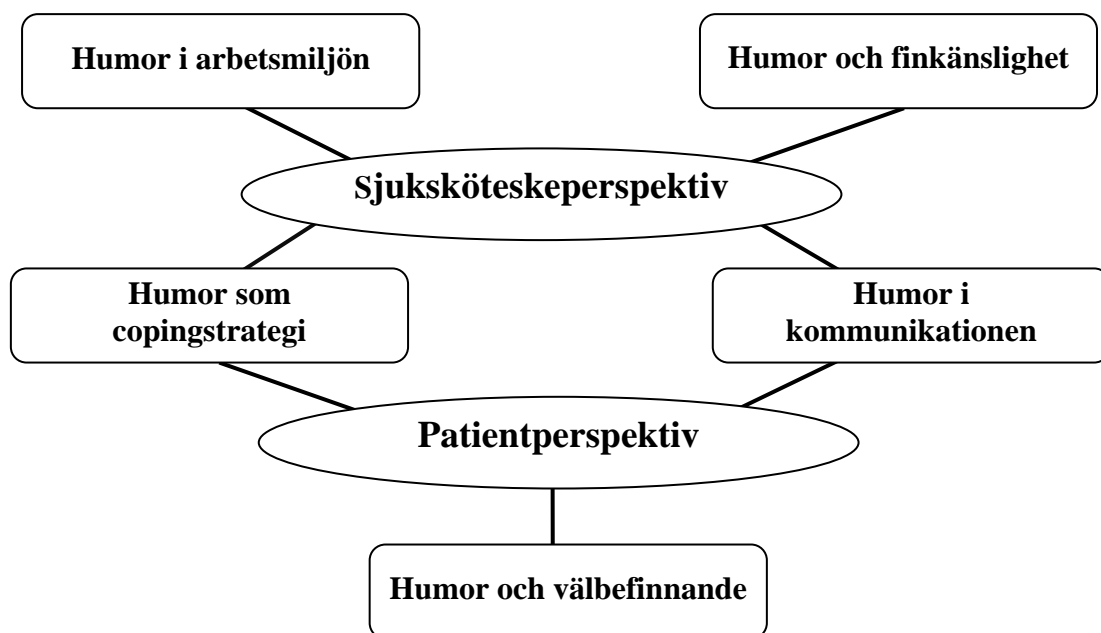 Humor i arbetsmiljön
Humor och finkänslighet
Sjuksköteskeperspektiv
Humor som
copingstrategi
Humor i
kommunikationen
Patientperspektiv
Humor och välbefinnande